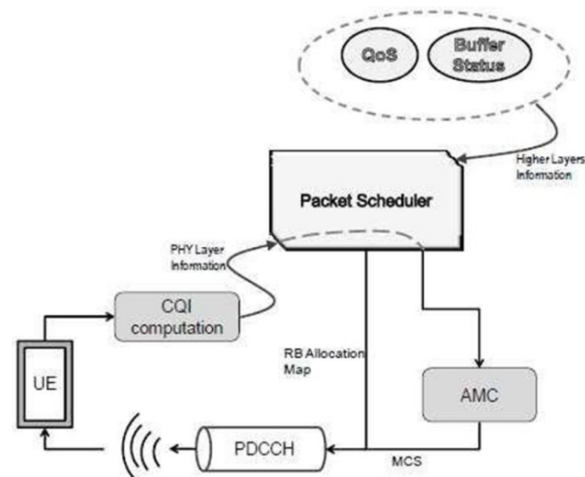 QoS
Buffer
Status
Higher Layers
Information
Packet Scheduler
PHY Layer
Information
CQI
computation
RB Allocation
Map
UE
AMC
PDCCH
MCS